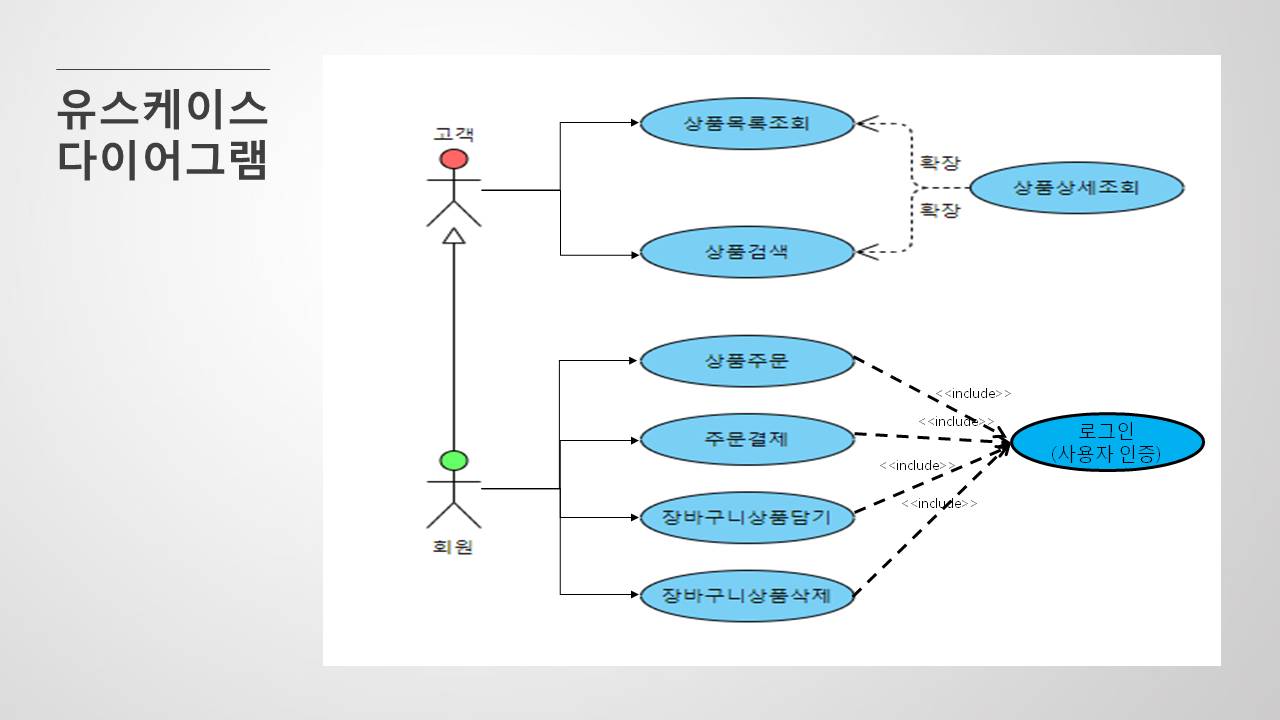 유스케이스
다이어그램
고객
상품목록조회
확장
상품상세조회
확장
상품검색
상품주문
<<include>>
<<include>>
주문결제
로그인
(사용자 인증)
<<include>>
<<include>>
장바구니상품담기
회원
장바구니상품삭제